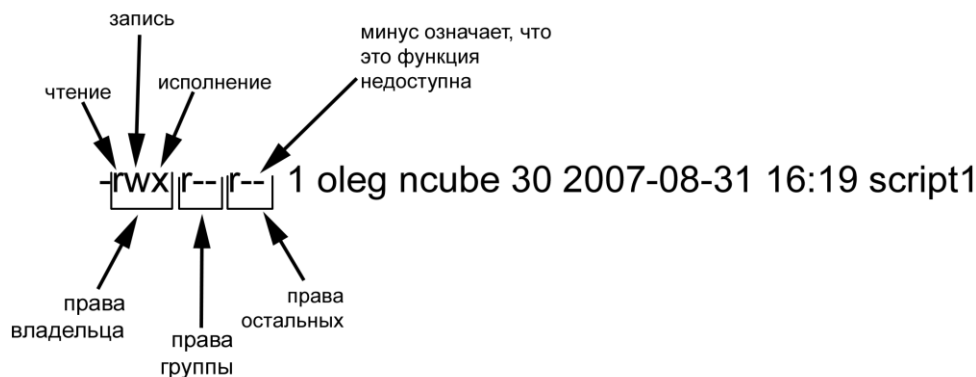 запись
минус означает, что
это функция
недоступна
чтение
исполнение
-rwx r-- r-- 1 oleg ncube 30 2007-08-31 16:19 script1
права
владельца
права
группы
права
остальных